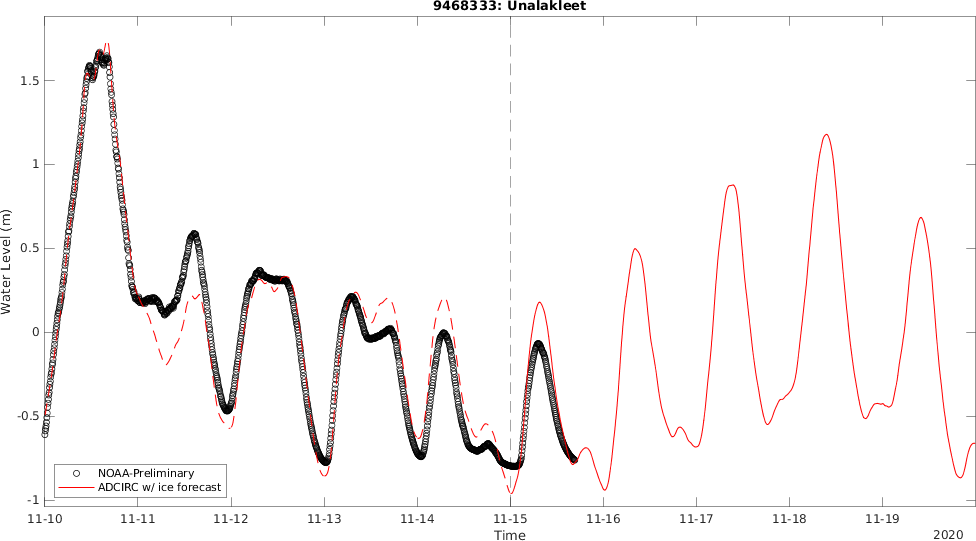 9468333: Unalakleet
Water Level (m)
1.5
1
0.5
0
-0.5
-1
NOAA-Preliminary
ADCIRC w/ ice forecast
11-10 11-11 11-12 11-13 11-14 11-15 11-16 11-17 11-18 11-19
Time
2020